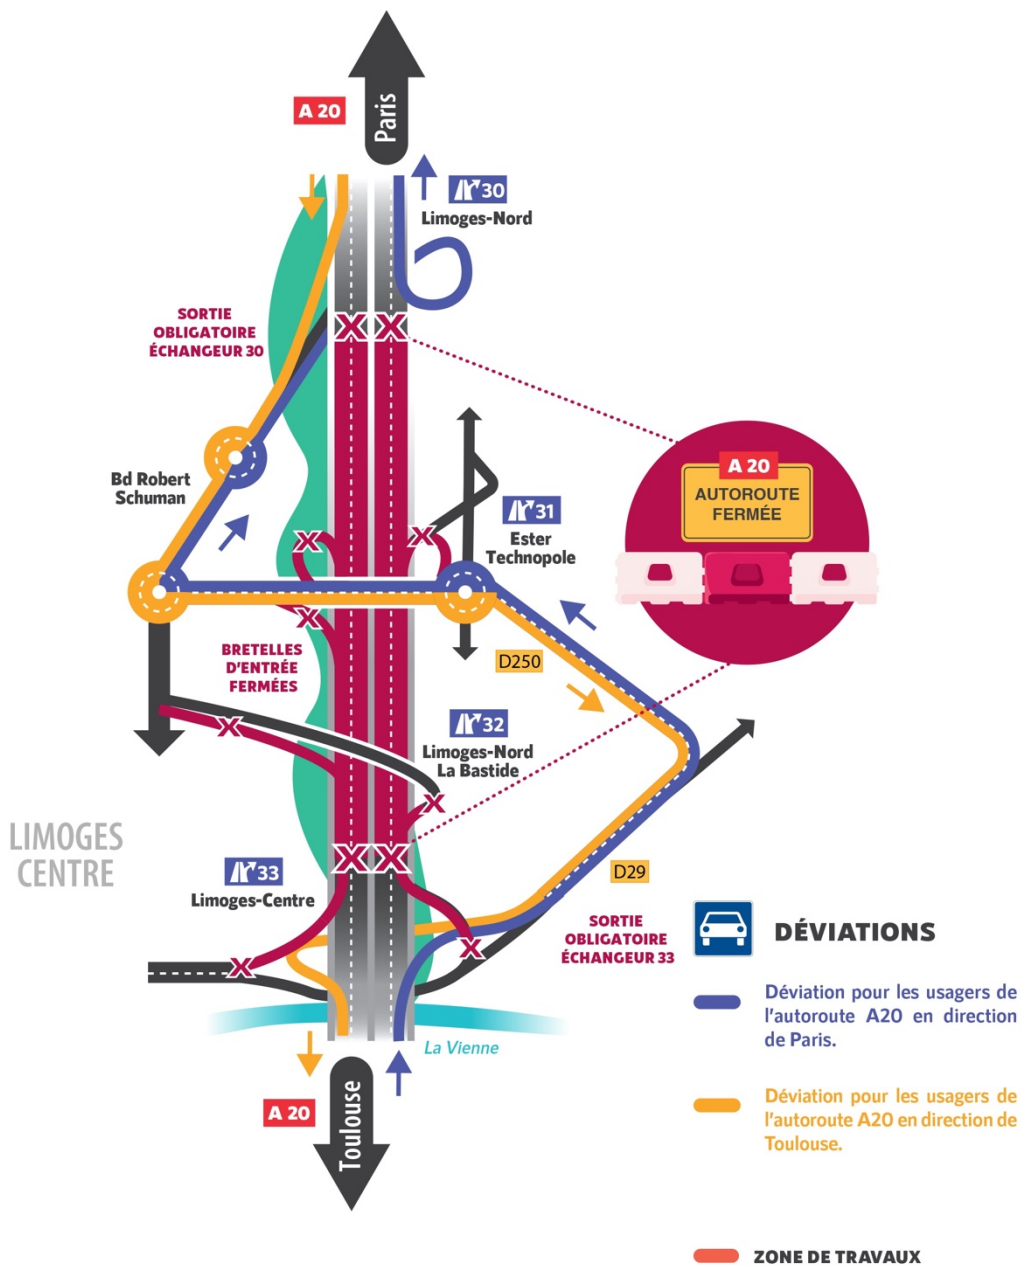 Paris
A 20
30
Limoges-Nord
SORTIE
OBLIGATOIRE
ÉCHANGEUR 30
Bd Robert
Schuman
31
Ester
Technopole
A 20
AUTOROUTE
FERMÉE
BRETELLES
D'ENTRÉE
FERMÉES
D250
32
Limoges-Nord
La Bastide
LIMOGES
CENTRE
33
Limoges-Centre
D29
SORTIE
OBLIGATOIRE
ÉCHANGEUR 33
La Vienne
A 20
Toulouse
DÉVIATIONS
Déviation pour les usagers de
l'autoroute A20 en direction
de Paris.
Déviation pour les usagers de
l'autoroute A20 en direction de
Toulouse.
ZONE DE TRAVAUX